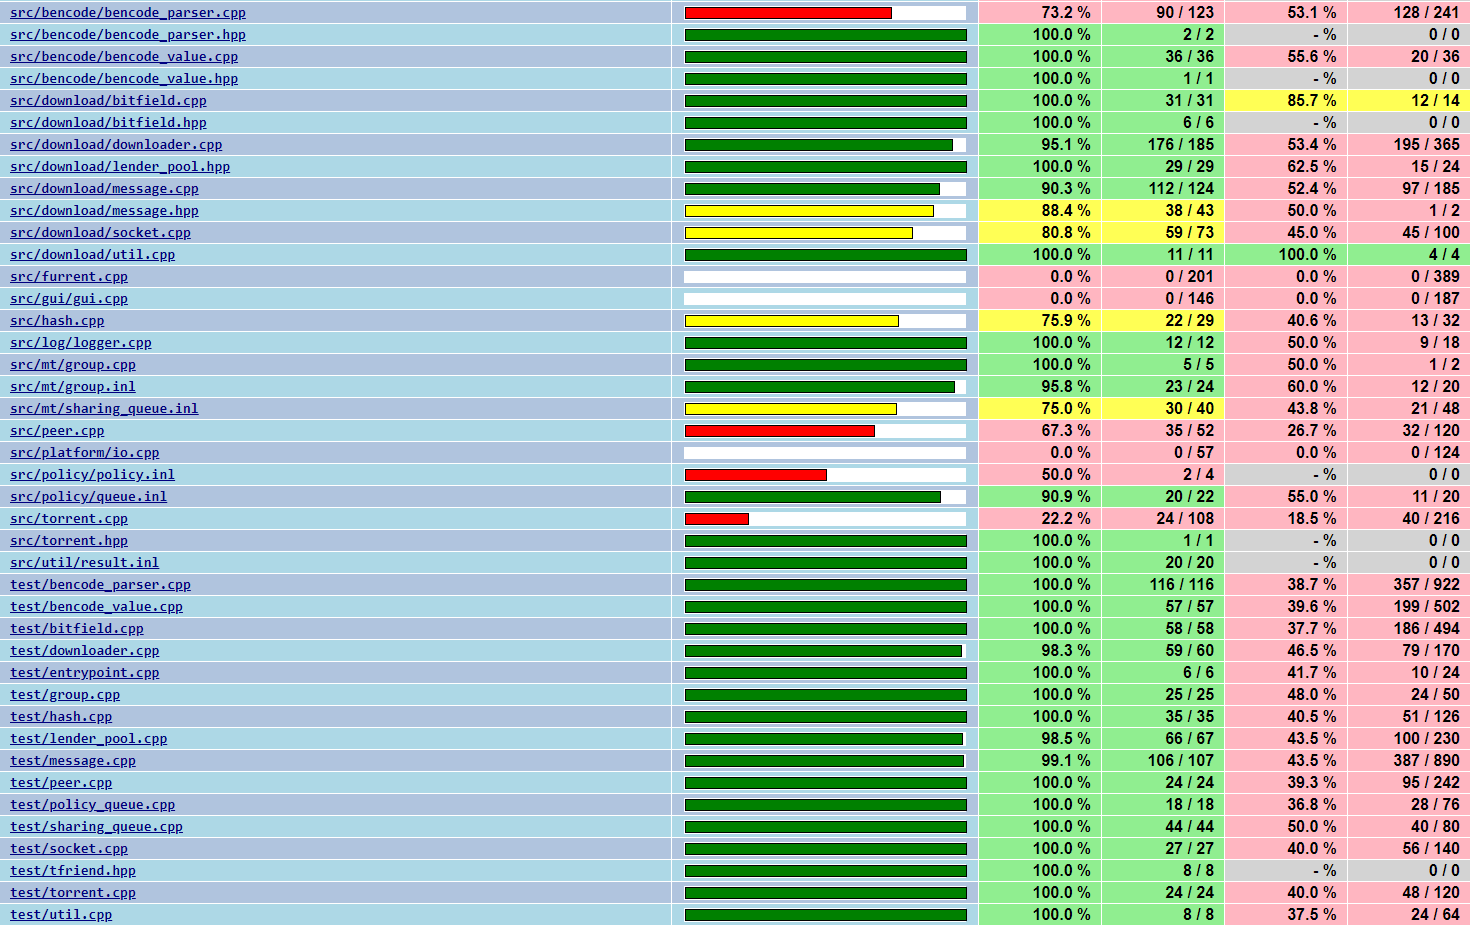 src/bencode/bencode_parser.cpp 73.2 % 90 / 123 53.1 % 128 / 241
src/bencode/bencode_parser.hpp 100.0 % 2 / 2 - % 0 / 0
src/bencode/bencode_value.cpp 100.0 % 36 / 36 55.6 % 20 / 36
src/bencode/bencode_value.hpp 100.0 % 1 / 1 - % 0 / 0
src/download/bitfield.cpp 100.0 % 31 / 31 85.7 % 12 / 14
src/download/bitfield.hpp 100.0 % 6 / 6 - % 0 / 0
src/download/downloader.cpp 95.1 % 176 / 185 53.4 % 195 / 365
src/download/lender_pool.hpp 100.0 % 29 / 29 62.5 % 15 / 24
src/download/message.cpp 90.3 % 112 / 124 52.4 % 97 / 185
src/download/message.hpp 88.4 % 38 / 43 50.0 % 1 / 2
src/download/socket.cpp 80.8 % 59 / 73 45.0 % 45 / 100
src/download/util.cpp 100.0 % 11 / 11 100.0 % 4 / 4
src/furrent.cpp 0.0 % 0 / 201 0.0 % 0 / 389
src/gui/gui.cpp 0.0 % 0 / 146 0.0 % 0 / 187
src/hash.cpp 75.9 % 22 / 29 40.6 % 13 / 32
src/log/logger.cpp 100.0 % 12 / 12 50.0 % 9 / 18
src/mt/group.cpp 100.0 % 5 / 5 50.0 % 1 / 2
src/mt/group.inl 95.8 % 23 / 24 60.0 % 12 / 20
src/mt/sharing_queue.inl 75.0 % 30 / 40 43.8 % 21 / 48
src/peer.cpp 67.3 % 35 / 52 26.7 % 32 / 120
src/platform/io.cpp 0.0 % 0 / 57 0.0 % 0 / 124
src/policy/policy.inl 50.0 % 2 / 4 - % 0 / 0
src/policy/queue.inl 90.9 % 20 / 22 55.0 % 11 / 20
src/torrent.cpp 22.2 % 24 / 108 18.5 % 40 / 216
src/torrent.hpp 100.0 % 1 / 1 - % 0 / 0
src/util/result.inl 100.0 % 20 / 20 - % 0 / 0
test/bencode_parser.cpp 100.0 % 116 / 116 38.7 % 357 / 922
test/bencode_value.cpp 100.0 % 57 / 57 39.6 % 199 / 502
test/bitfield.cpp 100.0 % 58 / 58 37.7 % 186 / 494
test/downloader.cpp 98.3 % 59 / 60 46.5 % 79 / 170
test/entrypoint.cpp 100.0 % 6 / 6 41.7 % 10 / 24
test/group.cpp 100.0 % 25 / 25 48.0 % 24 / 50
test/hash.cpp 100.0 % 35 / 35 40.5 % 51 / 126
test/lender_pool.cpp 98.5 % 66 / 67 43.5 % 100 / 230
test/message.cpp 99.1 % 106 / 107 43.5 % 387 / 890
test/peer.cpp 100.0 % 24 / 24 39.3 % 95 / 242
test/policy_queue.cpp 100.0 % 18 / 18 36.8 % 28 / 76
test/sharing_queue.cpp 100.0 % 44 / 44 50.0 % 40 / 80
test/socket.cpp 100.0 % 27 / 27 40.0 % 56 / 140
test/tfriend.hpp 100.0 % 8 / 8 - % 0 / 0
test/torrent.cpp 100.0 % 24 / 24 40.0 % 48 / 120
test/util.cpp 100.0 % 8 / 8 37.5 % 24 / 64